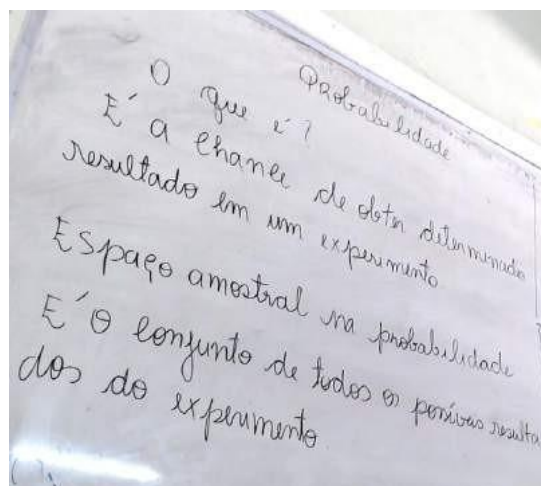 Probabilidade
O que é?
É a chance de obter determinado
resultado em um experimento
Espaço amostral na probabilidade
É o conjunto de todos os possíveis resulta
dos do experimento